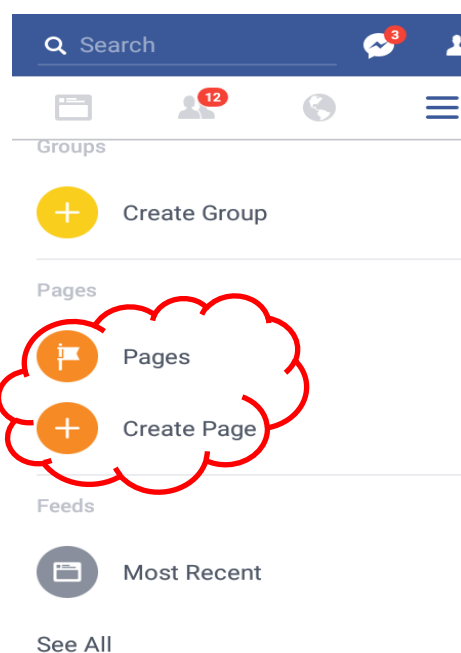 Search
3
12
Groups
Create Group
Pages
Pages
Create Page
Feeds
Most Recent
See All